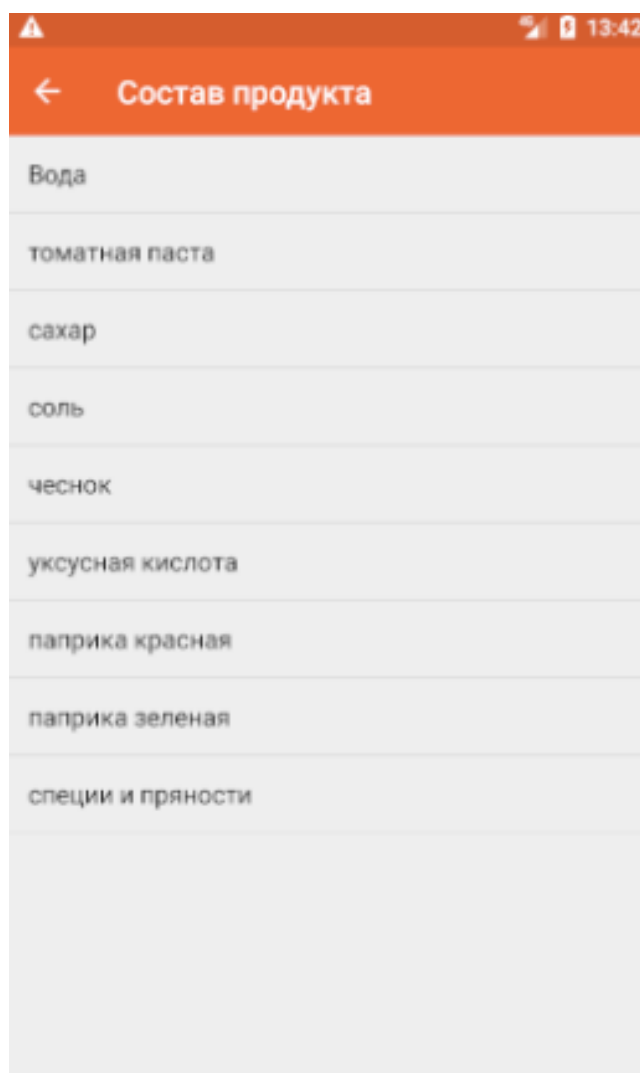 13:42
Состав продукта
Вода
томатная паста
сахар
соль
чеснок
уксусная кислота
паприка красная
паприка зеленая
специи и пряности